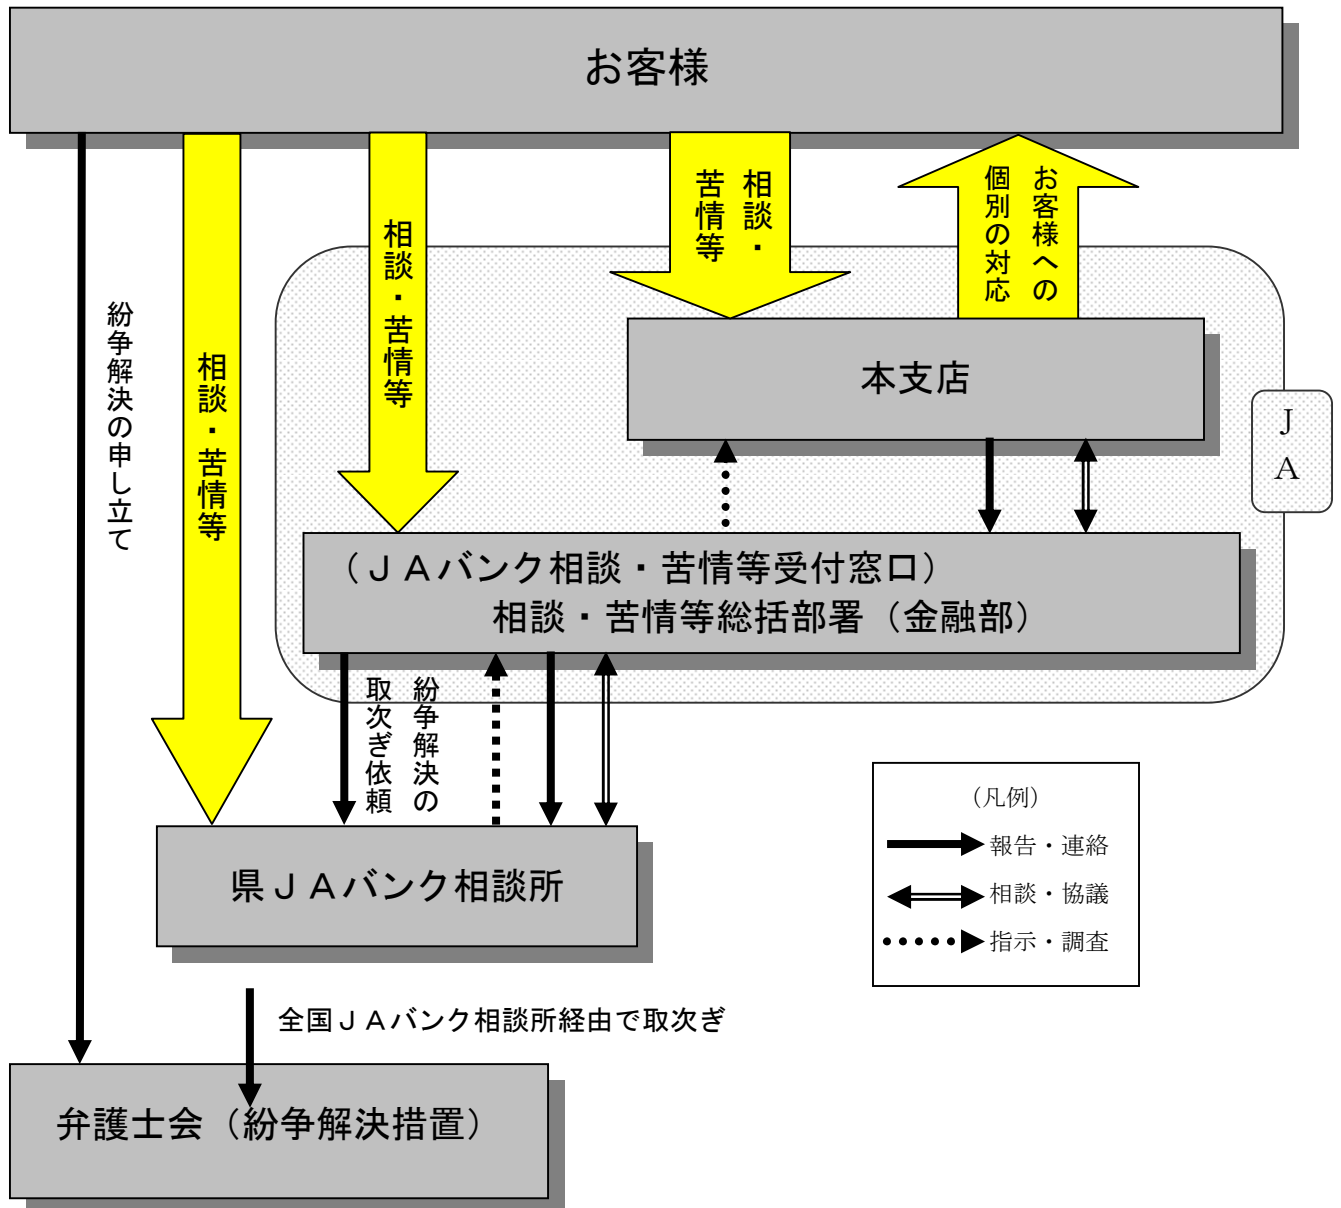 お客様
紛争解決の申し立て
相談・苦情等
相談・苦情等
相談・
苦情等
お客様への
個別の対応
本支店
J
A
（ＪＡバンク相談・苦情等受付窓口）
相談・苦情等総括部署（金融部）
紛争解決の
取次ぎ依頼
県ＪＡバンク相談所
（凡例）
報告・連絡
相談・協議
指示・調査
全国ＪＡバンク相談所経由で取次ぎ
弁護士会（紛争解決措置）